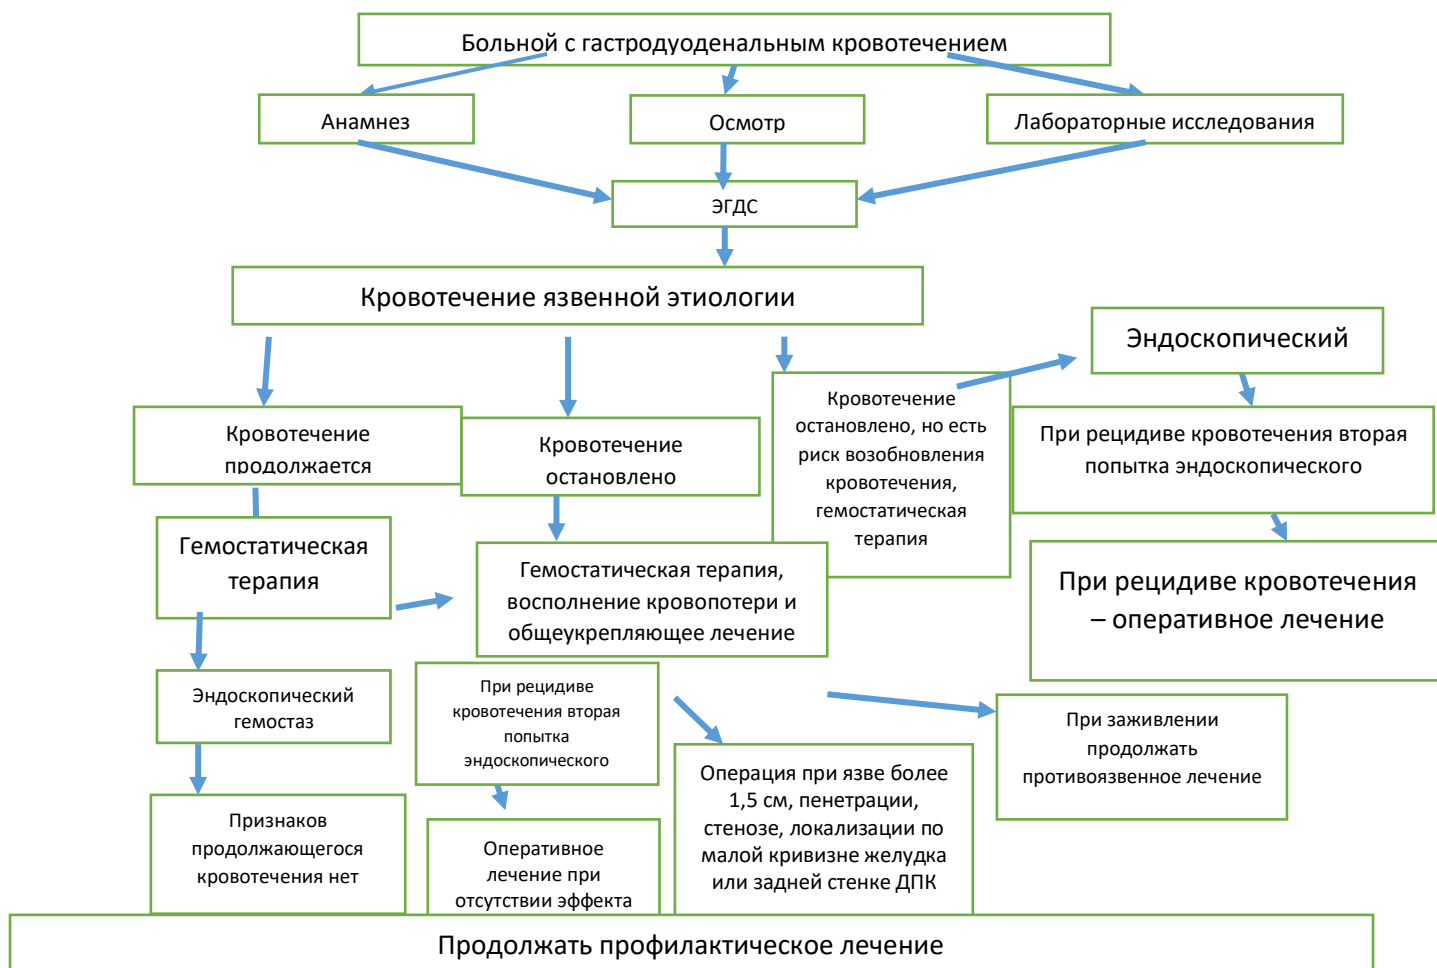 Больной с гастродуоденальным кровотечением
Анамнез
Осмотр
Лабораторные исследования
ЭГДС
Кровотечение язвенной этиологии
Эндоскопический
Кровотечение
продолжается
Кровотечение
остановлено
Кровотечение
остановлено, но есть
риск возобновления
кровотечения,
гемостатическая
терапия
При рецидиве кровотечения вторая
попытка эндоскопического
Гемостатическая
терапия
Гемостатическая терапия,
восполнение кровопотери и
общеукрепляющее лечение
При рецидиве кровотечения
– оперативное лечение
Эндоскопический
гемостаз
При рецидиве
кровотечения вторая
попытка
эндоскопического
При заживлении
продолжать
противоязвенное лечение
Операция при язве более
1,5 см, пенетрации,
стенозе, локализации по
малой кривизне желудка
или задней стенке ДПК
Признаков
продолжающегося
кровотечения нет
Оперативное
лечение при
отсутствии эффекта
Продолжать профилактическое лечение